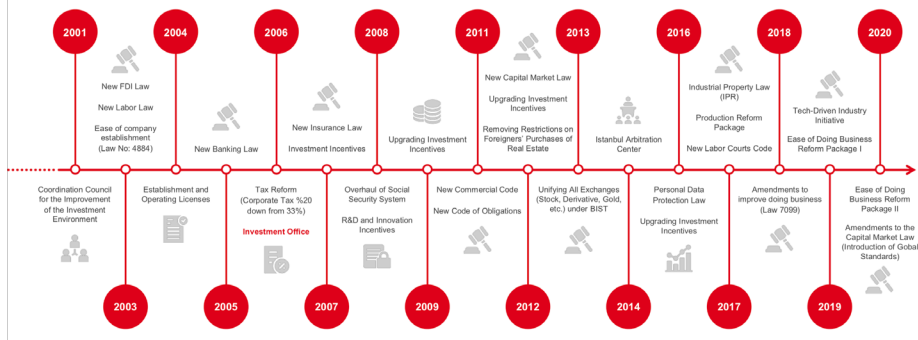 2001
2004
2006
2008
2011
2013
2016
2018
2020
New FDI Law
New Labor Law
Ease of company
establishment
(Law No: 4884)
New Banking Law
New Insurance Law
Investment Incentives
Upgrading Investment
Incentives
New Capital Market Law
Upgrading Investment
Incentives
Removing Restrictions on
Foreigners' Purchases of
Real Estate
Istanbul Arbitration
Center
Industrial Property Law
(IPR)
Production Reform
Package
New Labor Courts Code
Tech-Driven Industry
Initiative
Ease of Doing Business
Reform Package I
Coordination Council
for the Improvement
of the Investment
Environment
Establishment and
Operating Licenses
Tax Reform
(Corporate Tax %20
down from 33%)
Investment Office
Overhaul of Social
Security System
R&D and Innovation
Incentives
New Commercial Code
New Code of Obligations
Unifying All Exchanges
(Stock, Derivative, Gold,
etc.) under BIST
Personal Data
Protection Law
Upgrading Investment
Incentives
Amendments to
improve doing business
(Law 7099)
Ease of Doing
Business Reform
Package II
Amendments to the
Capital Market Law
(Introduction of Gobal
Standards)
2003
2005
2007
2009
2012
2014
2017
2019